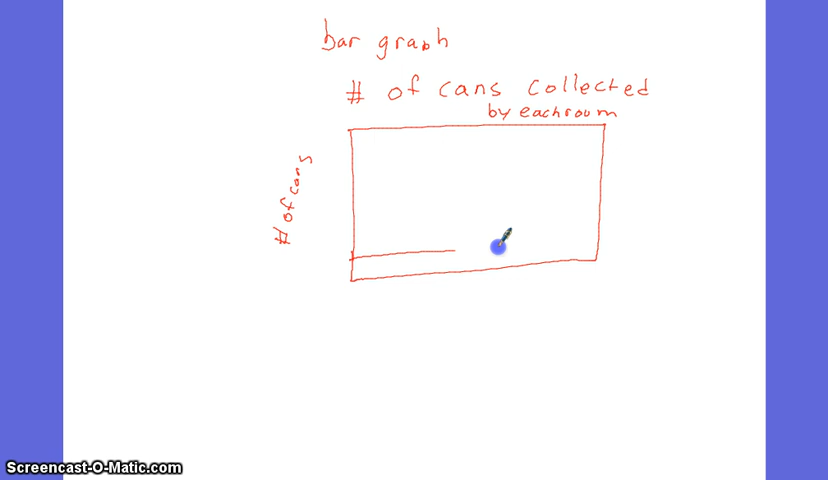 bar graph
# of cans collected
by each room
# of cans
Screencast-O-Matic.com